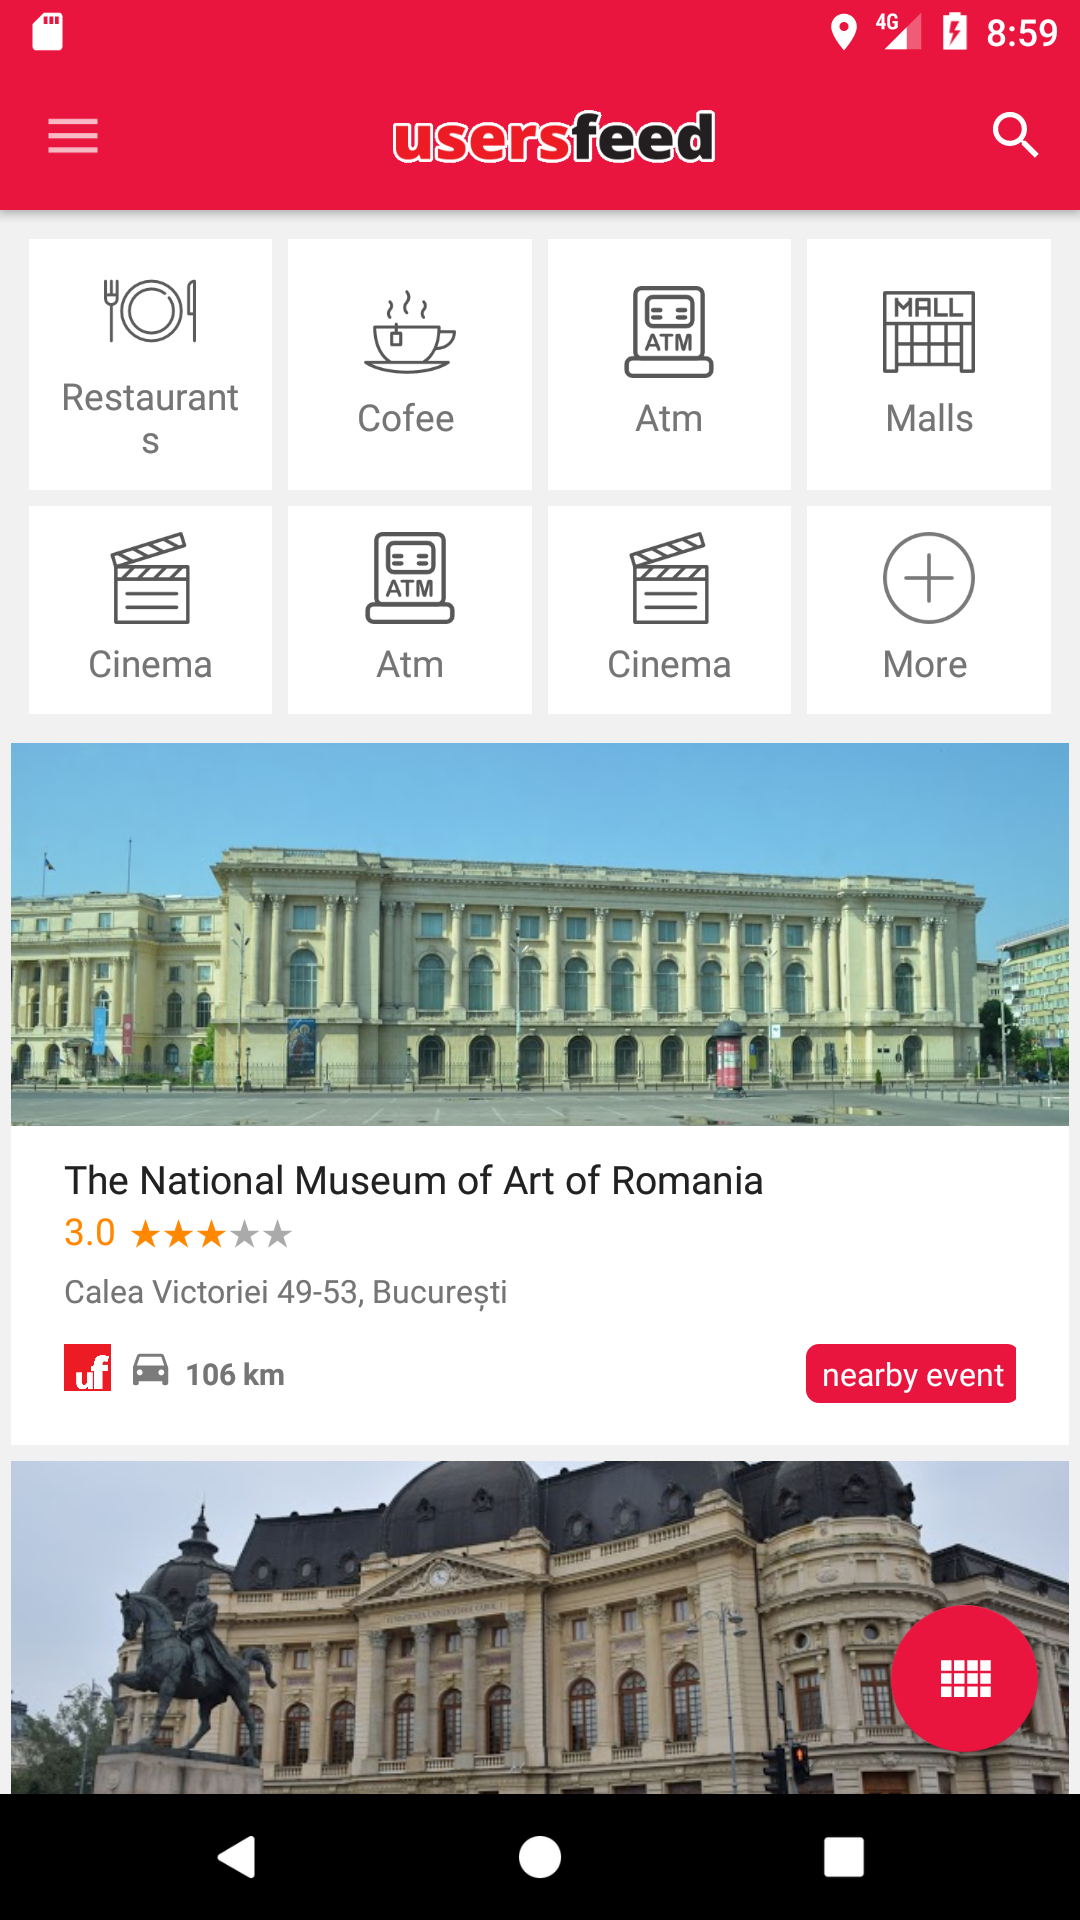 4G 8:59
usersfeed
Restaurant
s
Cofee
ATM
Atm
MALL
Malls
Cinema
ATM
Atm
Cinema
More
The National Museum of Art of Romania
3.0
Calea Victoriei 49-53, București
uf 106 km
nearby event